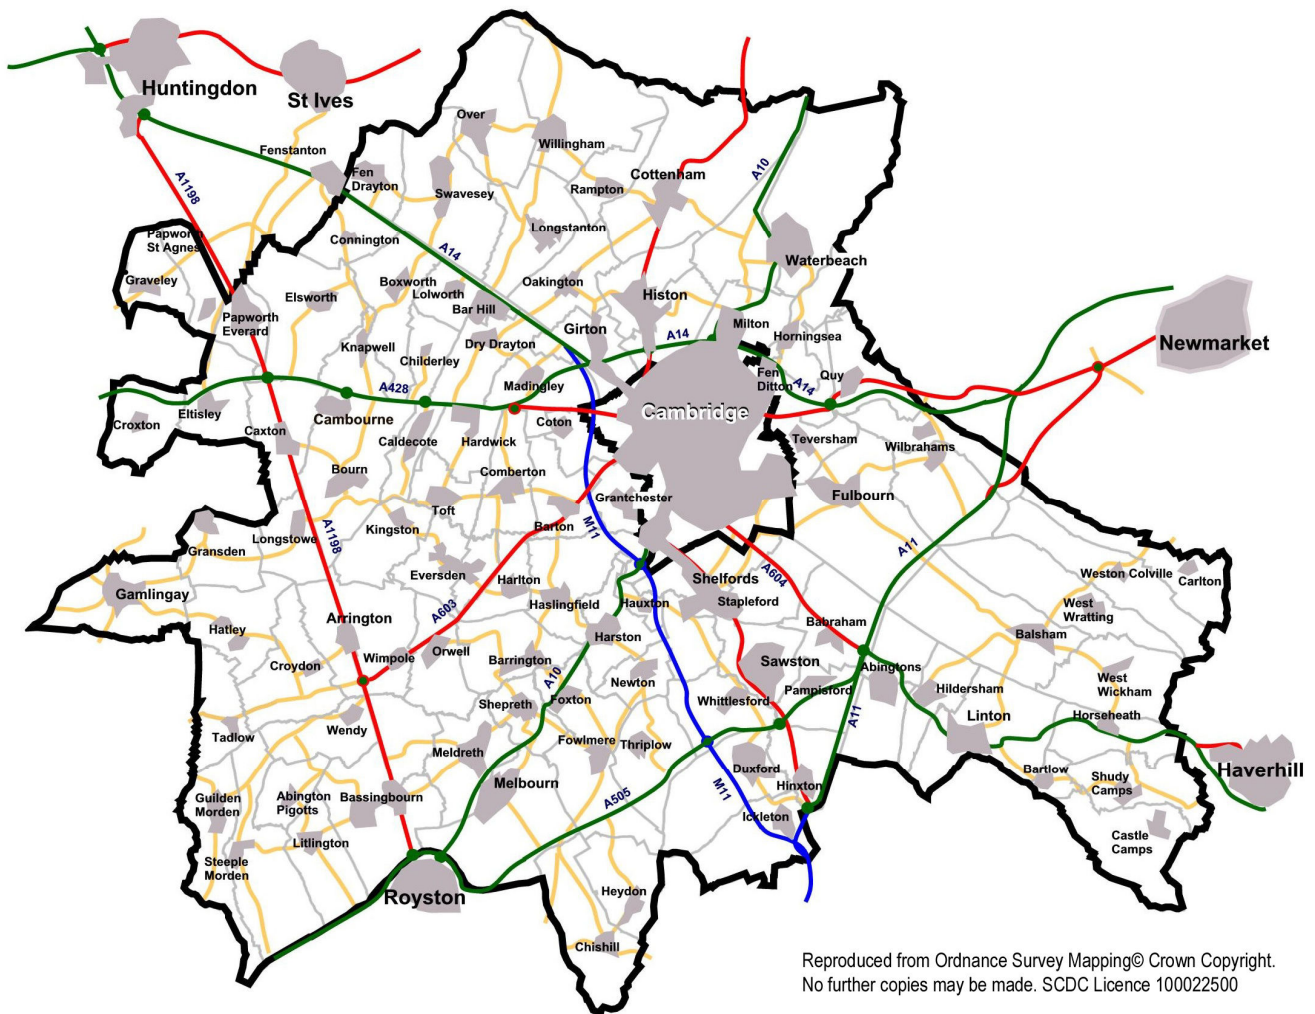 Huntingdon
St Ives
Over
Fenstanton
Willingham
Fen
Drayton
Swavesey
Rampton
Cottenham
A10
A1198
Papworth
St Agnes
Connington
Longstanton
A14
Waterbeach
Graveley
Elsworth
Boxworth
Lolworth
Oakington
Bar Hill
Histon
Papworth
Everard
Girton
A14
Milton
Horningsea
Knapwell
Childerley
Dry Drayton
Newmarket
Madingley
Fen
Ditton
A14
Quy
A428
Eltisley
Croxton
Caxton
Cambourne
Caldecote
Hardwick
Coton
Cambridge
Teversham
Wilbrahams
Bourn
Comberton
Grantchester
Fulbourn
Toft
Gransden
Longstowe
A1198
Kingston
Barton
M11
A11
Eversden
Harlton
Shelfords
A604
Weston Colville
Carlton
Gamlingay
Haslingfield
Hauxton
Stapleford
West
Wratting
Hatley
Arrington
A603
Harston
Babraham
Balsham
Croydon
Wimpole
Orwell
Barrington
Sawston
Abingtons
A10
Newton
Whittlesford
Pampisford
Hildersham
West
Wickham
Shepreth
Foxton
A11
Linton
Horseheath
Tadlow
Wendy
Meldreth
Fowlmere
Thriplow
Duxford
Haverhill
Guilden
Morden
Abington
Pigotts
Bassingbourn
Melbourn
A505
M11
Hinxton
Bartlow
Shudy
Camps
Ickleton
Litlington
Steeple
Morden
Castle
Camps
Royston
Heydon
Chishill
Reproduced from Ordnance Survey Mapping© Crown Copyright.
No further copies may be made. SCDC Licence 100022500